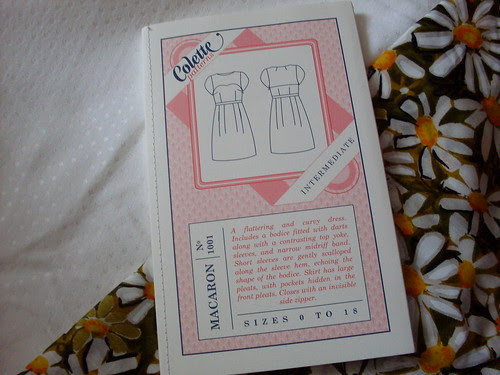 Colette
patterns
INTERMEDIATE
MACARON
Nº
1001
A flattering and curvy dress.
Includes a bodice fitted with darts
along with a contrasting top yoke,
sleeves, and narrow midriff band.
Short sleeves are gently scalloped
along the sleeve hem, echoing the
shape of the bodice. Skirt has large
pleats, with pockets hidden in the
front pleats. Closes with an invisible
side zipper.
SIZES 0 TO 18